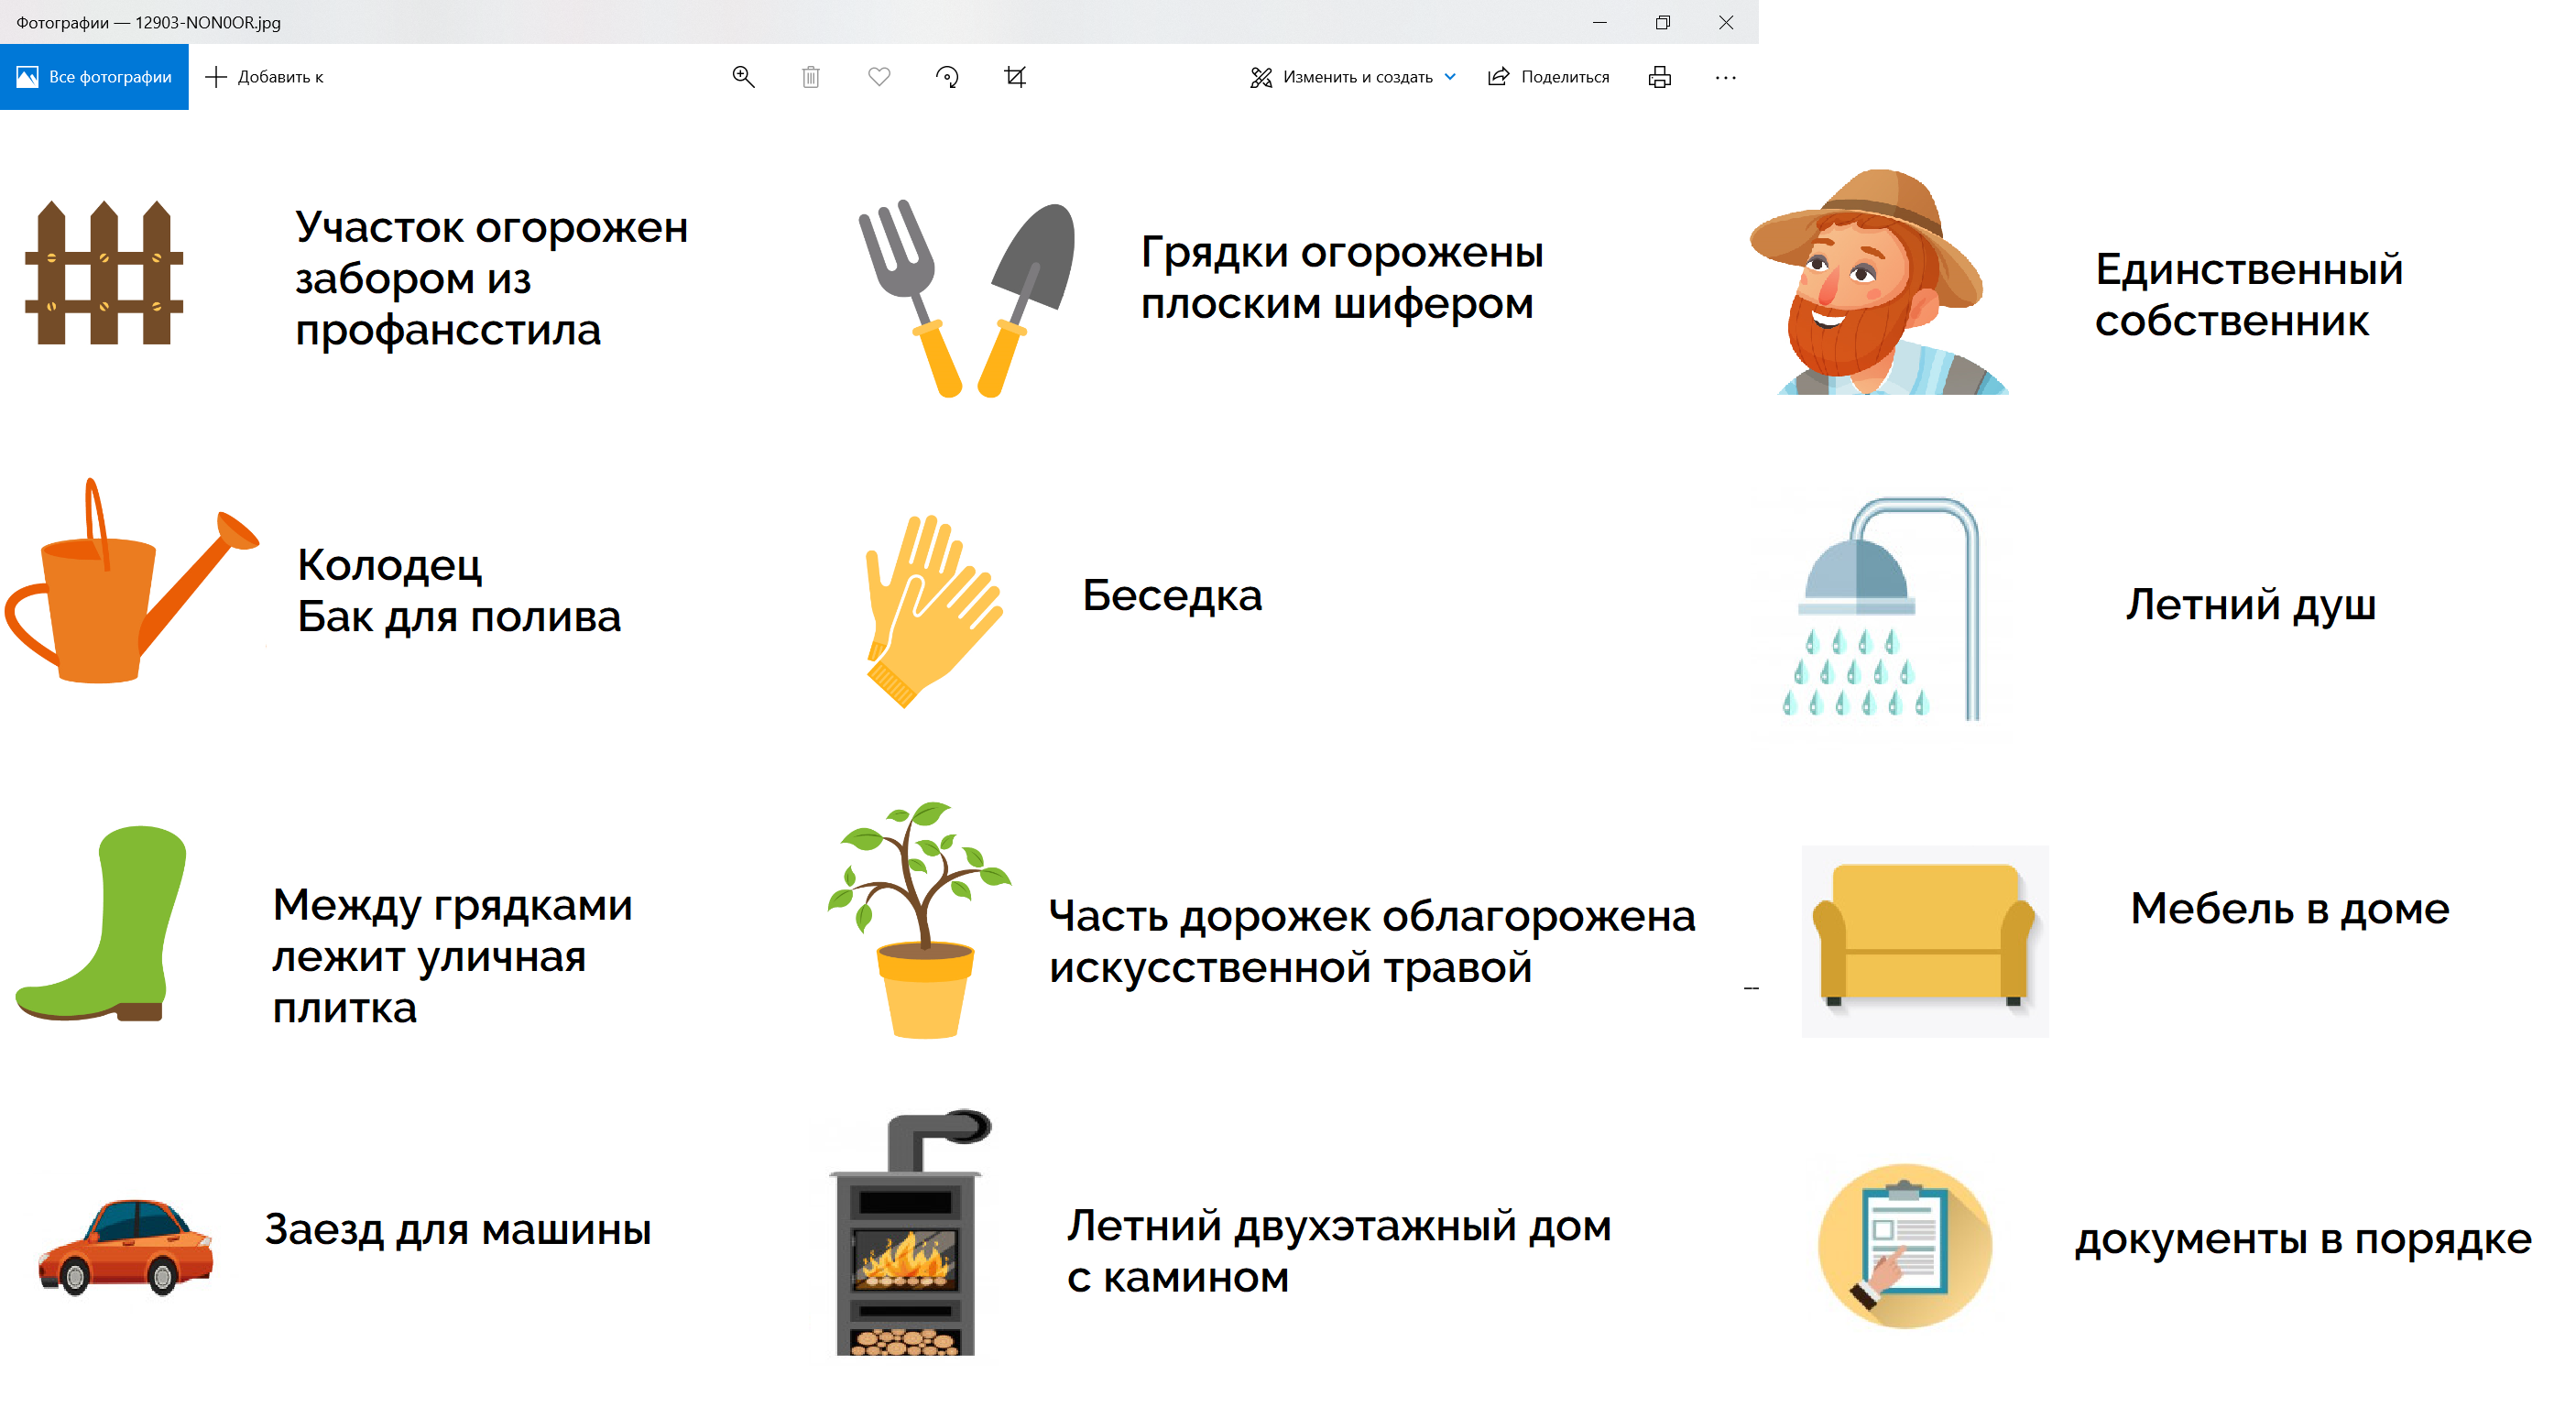 Фотографии — 12903-NON0OR.jpg
Все фотографии
Добавить к
Изменить и создать
Поделиться
Участок огорожен
забором из
профансстила
Грядки огорожены
плоским шифером
Единственный
собственник
Колодец
Бак для полива
Беседка
Летний душ
Между грядками
лежит уличная
плитка
Часть дорожек облагорожена
искусственной травой
Мебель в доме
Заезд для машины
Летний двухэтажный дом
с камином
документы в порядке